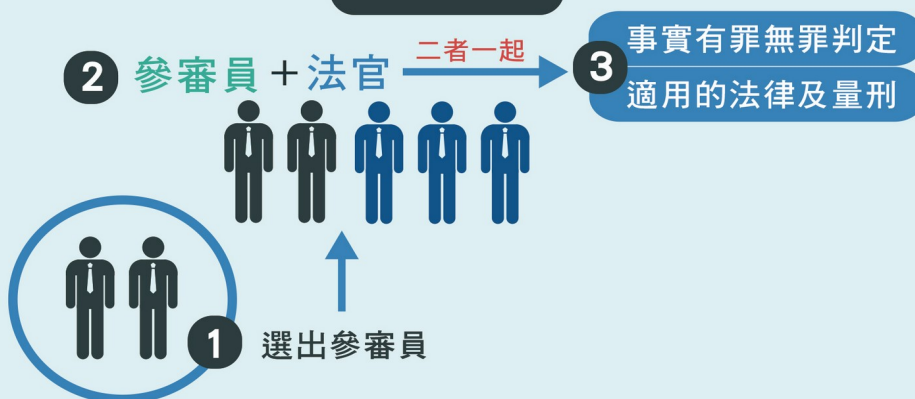 2 參審員+法官
二者一起
3
事實有罪無罪判定
適用的法律及量刑
1 選出參審員